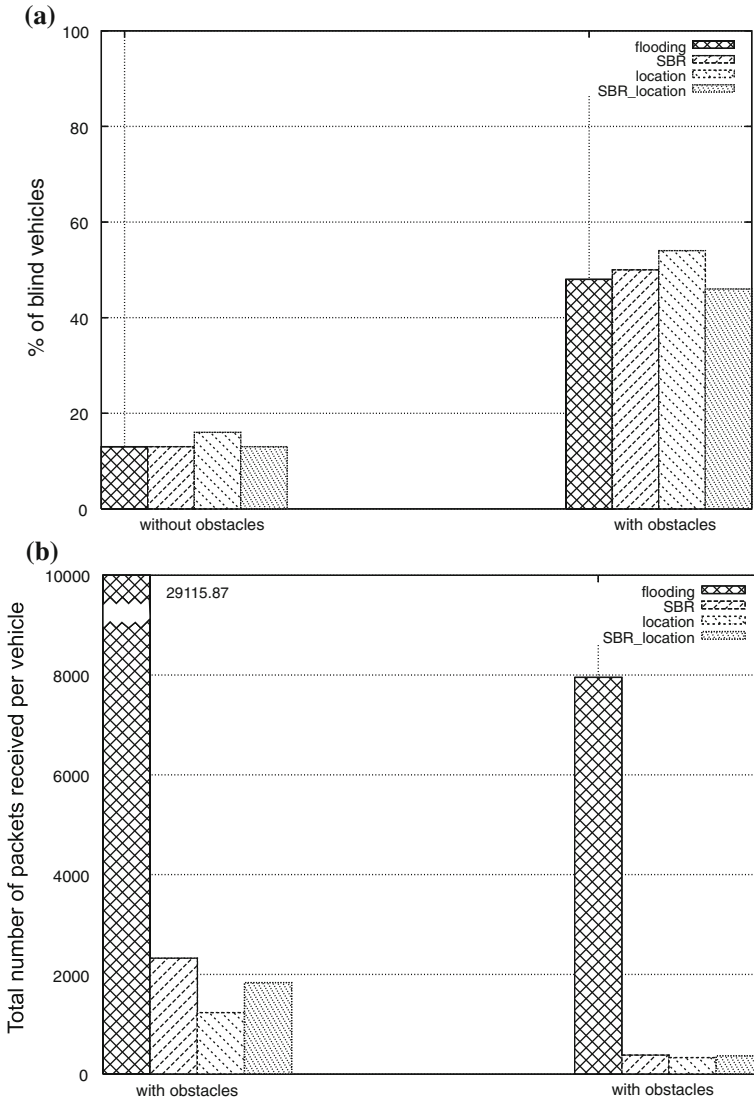 (a)
% of blind vehicles
100
80
60
40
20
0
flooding
SBR
location
SBR_location
without obstacles
with obstacles
(b)
Total number of packets received per vehicle
10000
8000
6000
4000
2000
0
29115.87
flooding
SBR
location
SBR_location
with obstacles
with obstacles